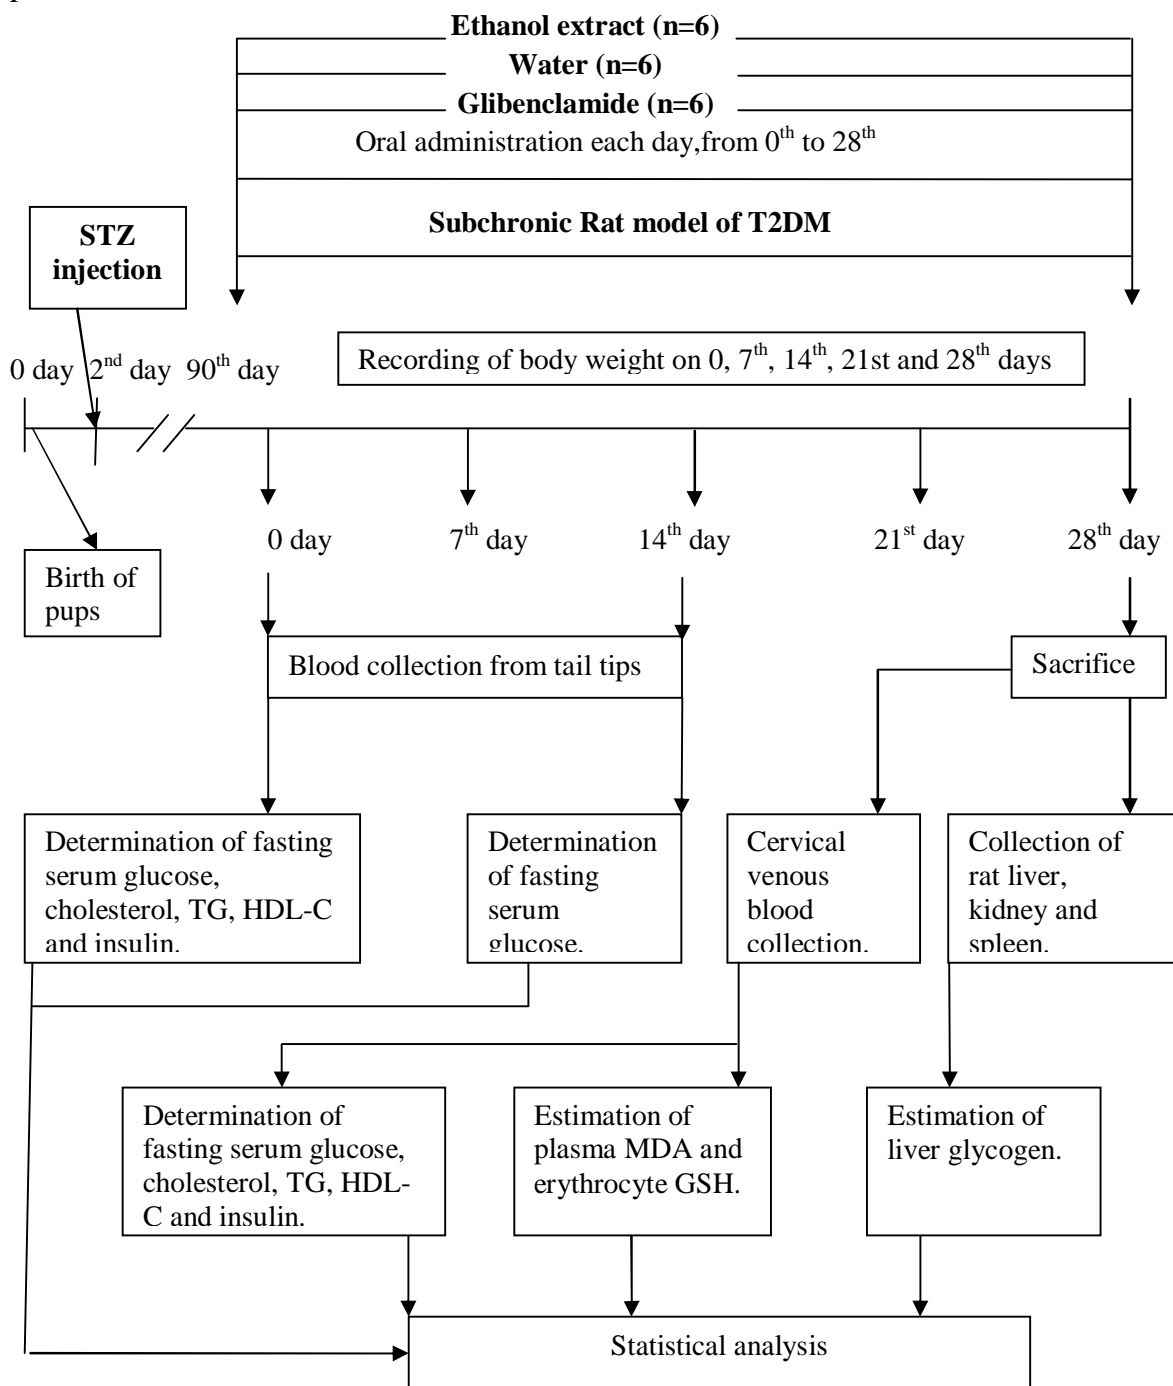 Ethanol extract (n=6)
Water (n=6)
Glibenclamide (n=6)
Oral administration each day,from 0th to 28th
Subchronic Rat model of T2DM
STZ
injection
Recording of body weight on 0, 7th, 14th, 21st and 28th days
0 day 2nd day 90th day
0 day 7th day 14th day 21st day 28th day
Birth of
pups
Blood collection from tail tips
Sacrifice
Determination of fasting
serum glucose,
cholesterol, TG, HDL-C
and insulin.
Determination
of fasting
serum
glucose.
Cervical
venous
blood
collection.
Collection of
rat liver,
kidney and
spleen.
Determination of
fasting serum glucose,
cholesterol, TG, HDL-
C and insulin.
Estimation of
plasma MDA and
erythrocyte GSH.
Estimation of
liver glycogen.
Statistical analysis